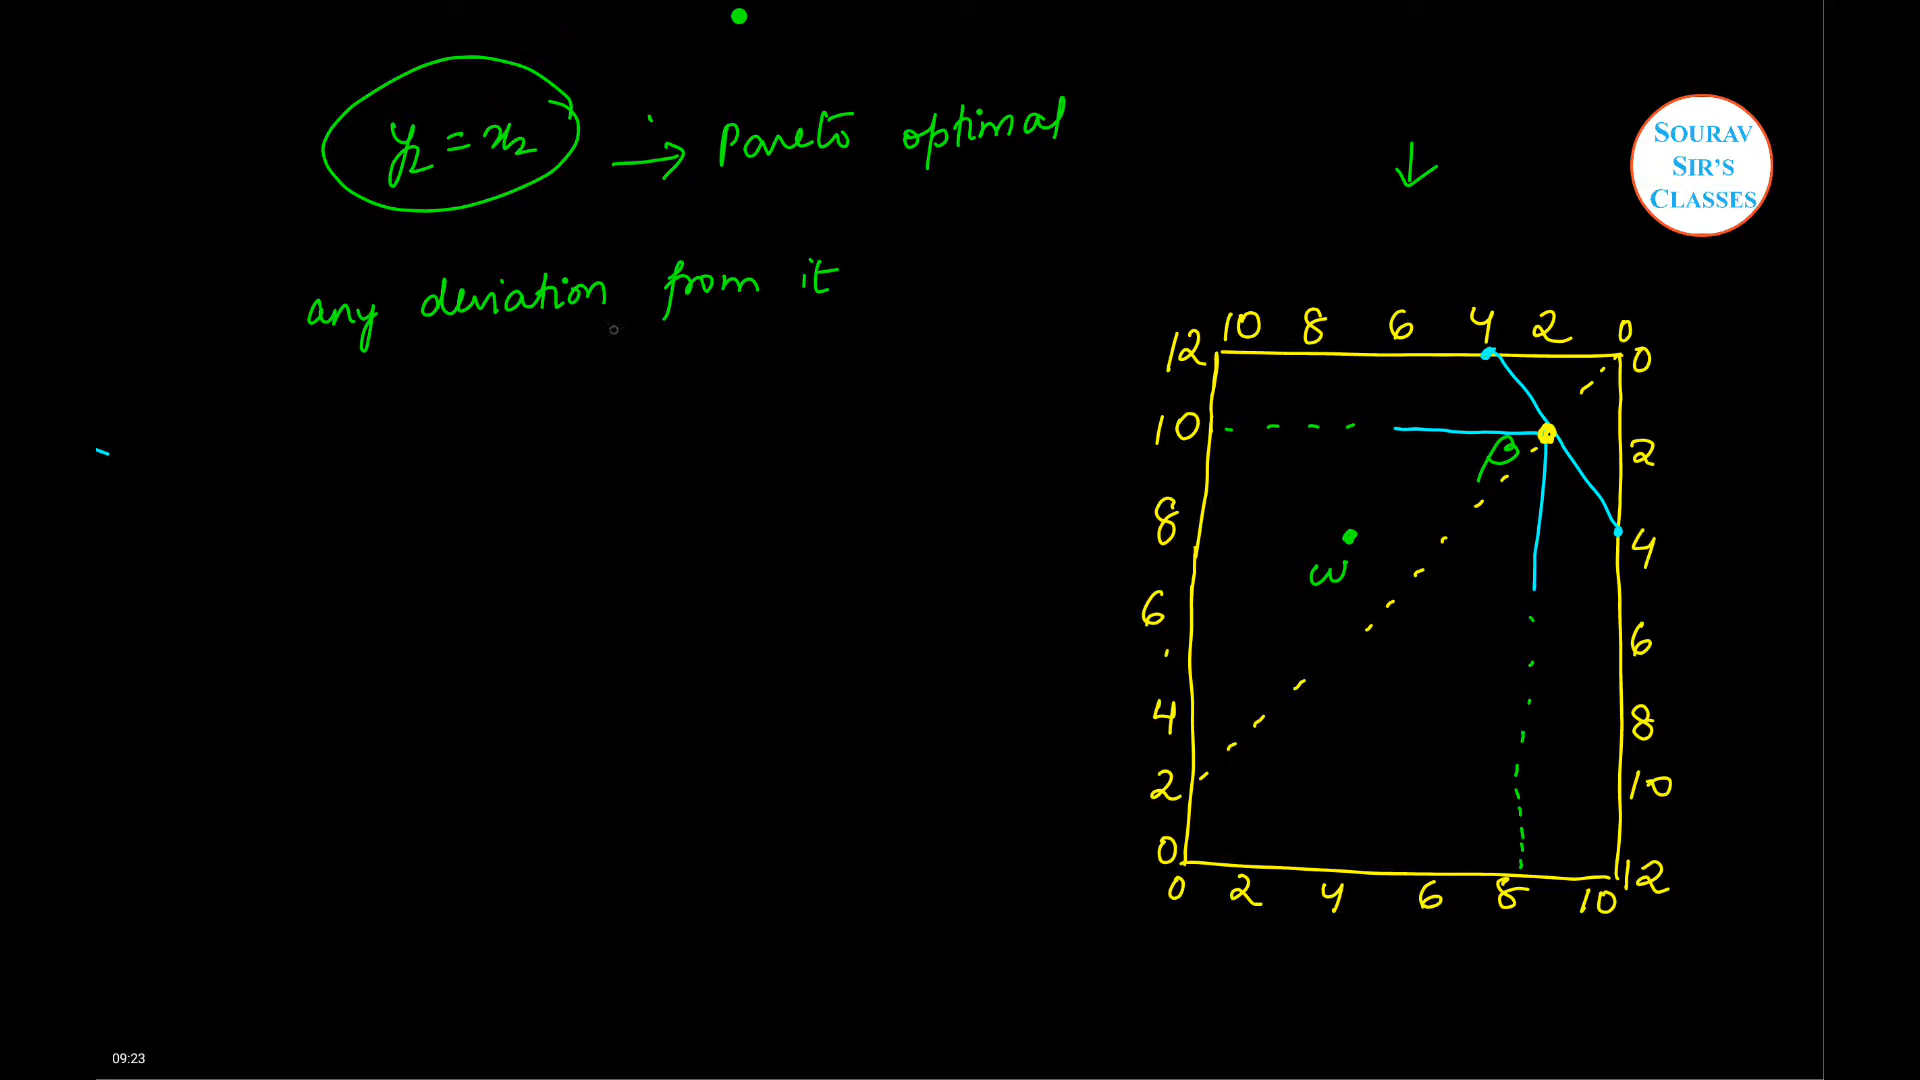 y₂ = x₂ → Pareto optimal
any deviation from it
SOURAV
SIR'S
CLASSES
12 10 8 6 4 2 0
0
10
2
β
8
4
ω
6
6
4
8
2
10
0
12
0 2 4 6 8 10
09:23